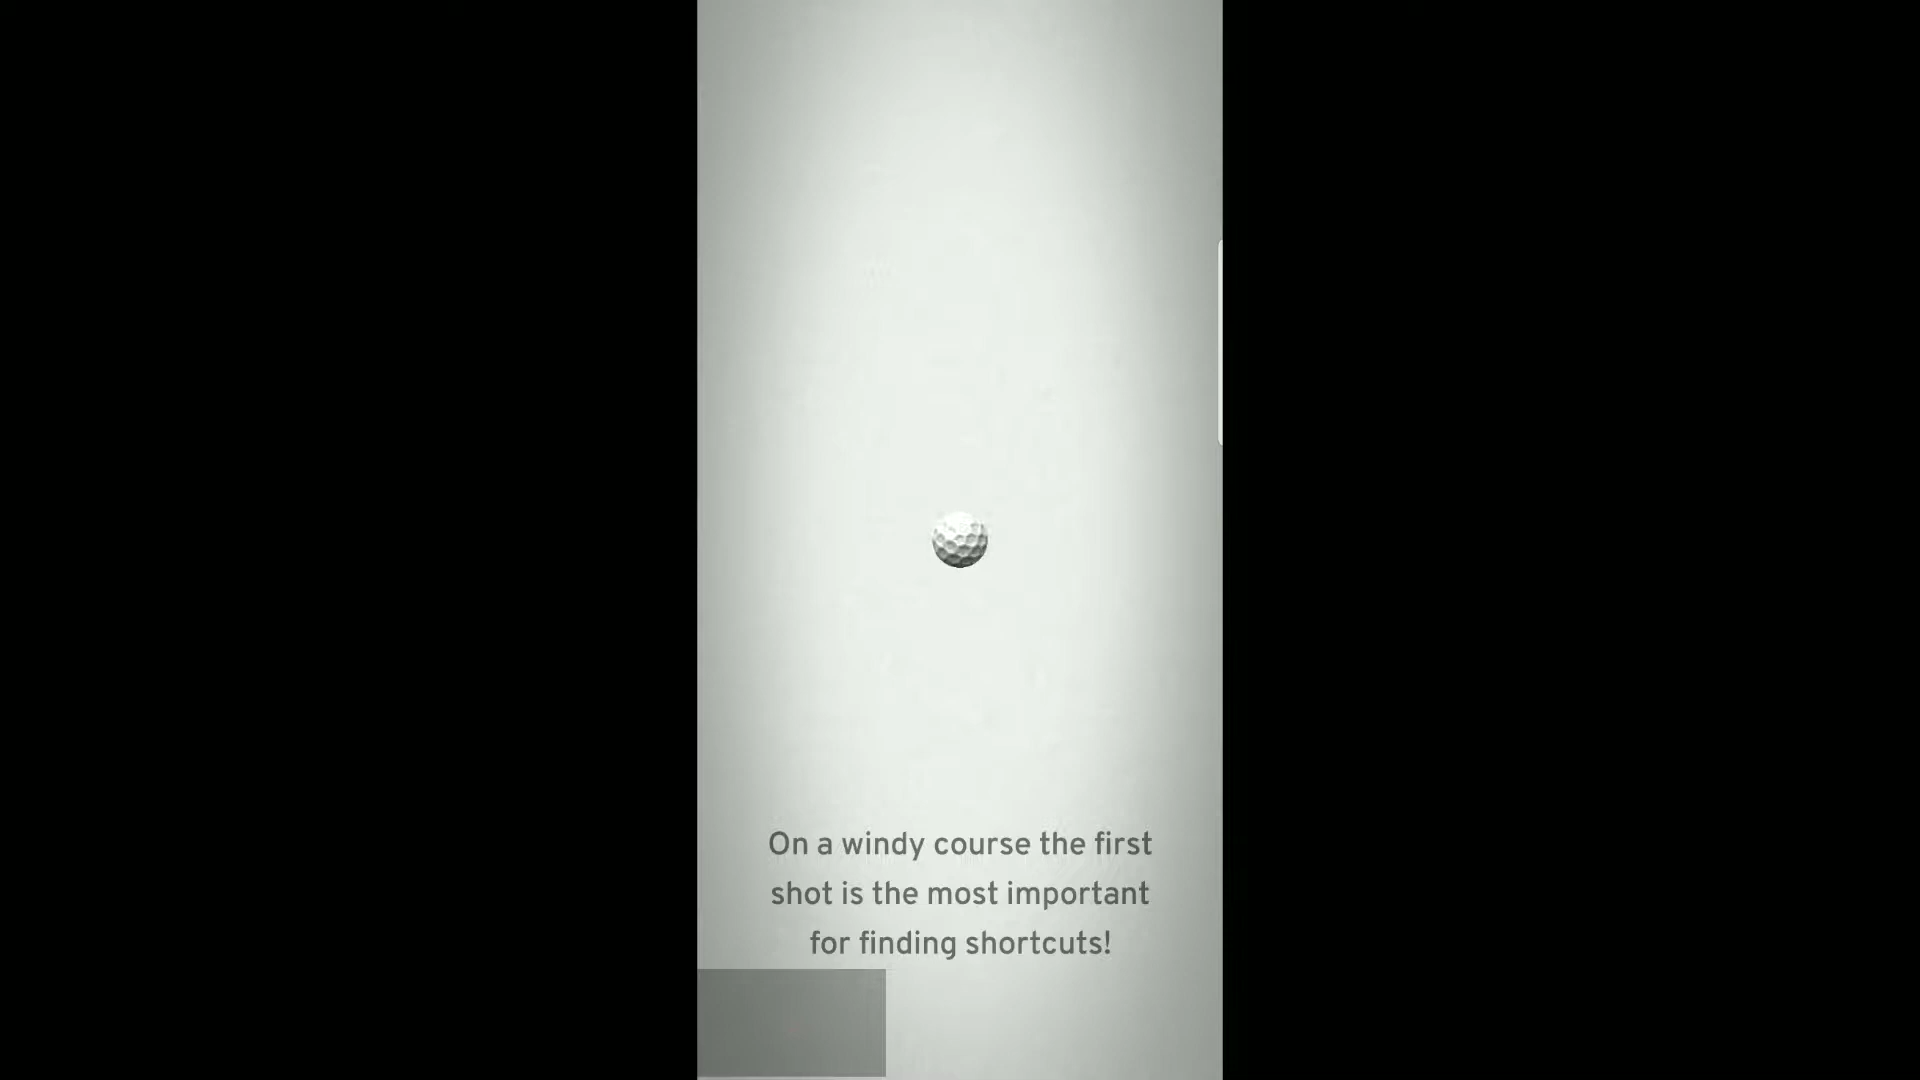 On a windy course the first
shot is the most important
for finding shortcuts!